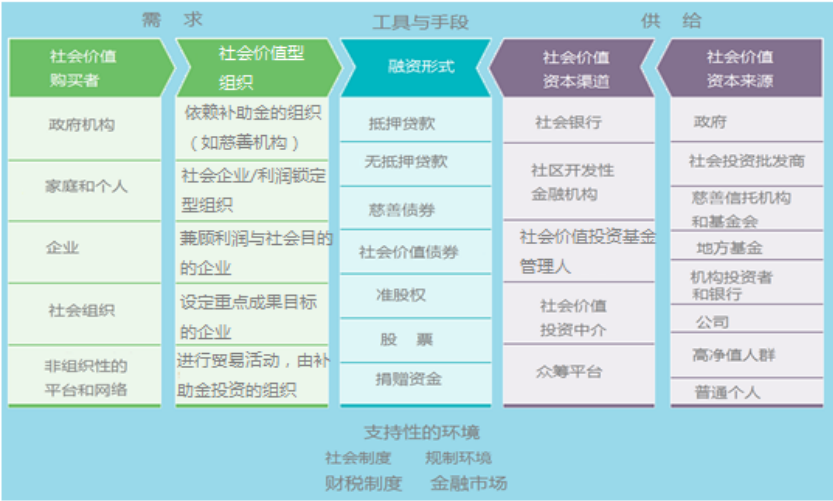 需 求
工具与手段
供 给
社会价值
购买者
政府机构
家庭和个人
企业
社会组织
非组织性的
平台和网络
社会价值型
组织
依赖补助金的组织
（如慈善机构）
社会企业/利润锁定
型组织
兼顾利润与社会目的
的企业
设定重点成果目标
的企业
进行贸易活动，由补
助金投资的组织
融资形式
抵押贷款
无抵押贷款
慈善债券
社会价值债券
准股权
股 票
捐赠资金
社会价值
资本渠道
社会银行
社区开发性
金融机构
社会价值投资基金
管理人
社会价值
投资中介
众筹平台
社会价值
资本来源
政府
社会投资批发商
慈善信托机构
和基金会
地方基金
机构投资者
和银行
公司
高净值人群
普通个人
支持性的环境
社会制度 规制环境
财税制度 金融市场